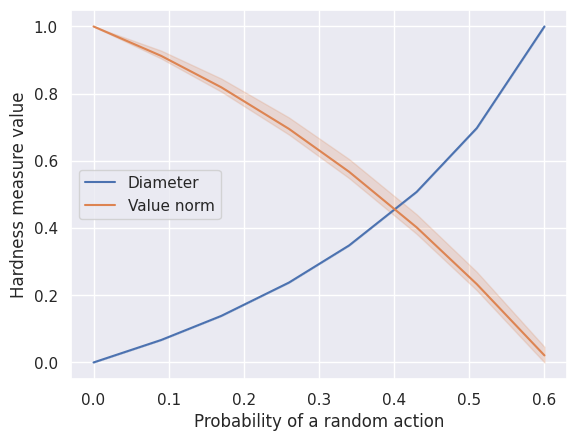 1.0
0.8
0.6
0.4
0.2
0.0
Hardness measure value
Diameter
Value norm
0.0 0.1 0.2 0.3 0.4 0.5 0.6
Probability of a random action